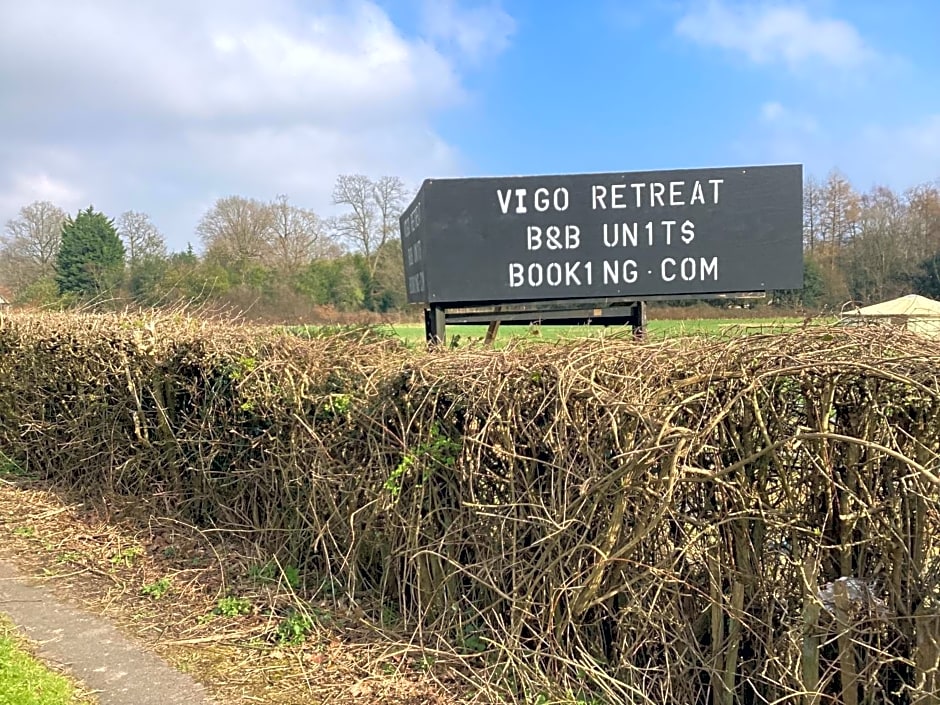 VIGO RETREAT
B&B UN1T$
BOOK1NG·COM